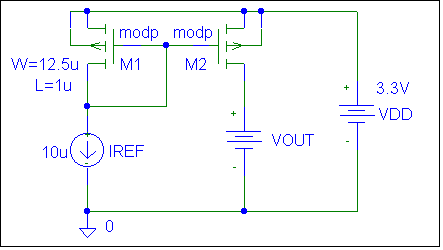 modp
modp
W=12.5u
L=1u
M1
M2
+
3.3V
VDD
-
+
VOUT
-
10u
IREF
0